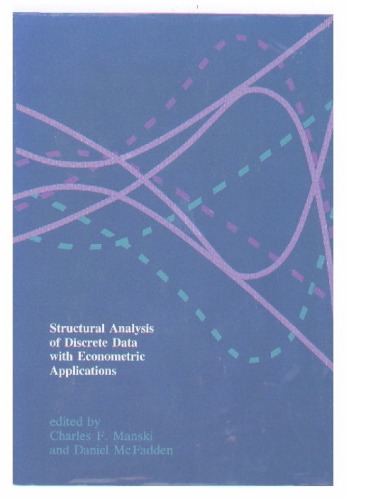 Structural Analysis
of Discrete Data
with Econometric
Applications
edited by
Charles F. Manski
and Daniel McFadden